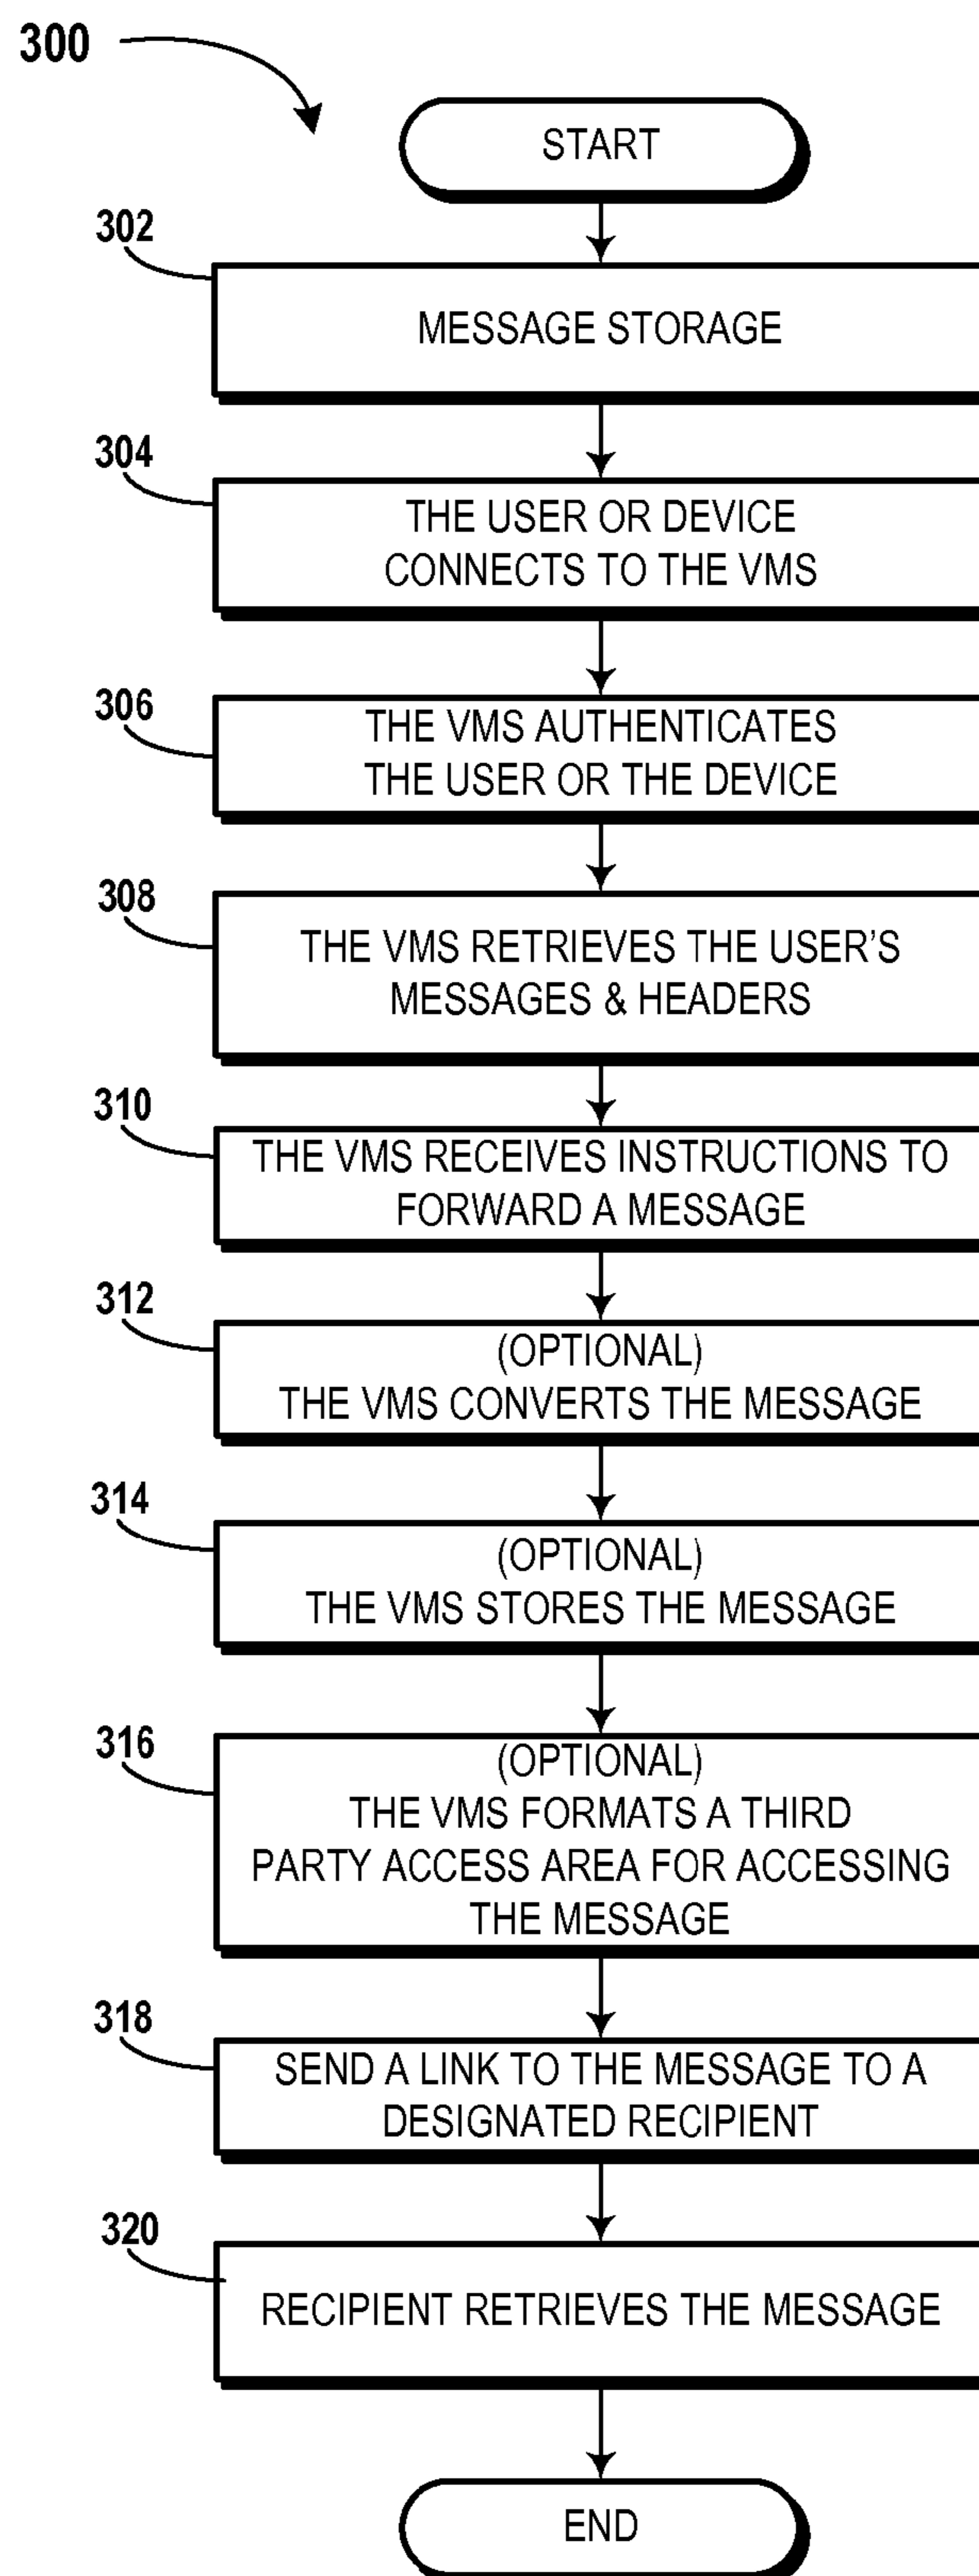 300
START
302
MESSAGE STORAGE
304
THE USER OR DEVICE
CONNECTS TO THE VMS
306
THE VMS AUTHENTICATES
THE USER OR THE DEVICE
308
THE VMS RETRIEVES THE USER’S
MESSAGES & HEADERS
310
THE VMS RECEIVES INSTRUCTIONS TO
FORWARD A MESSAGE
312
(OPTIONAL)
THE VMS CONVERTS THE MESSAGE
314
(OPTIONAL)
THE VMS STORES THE MESSAGE
316
(OPTIONAL)
THE VMS FORMATS A THIRD
PARTY ACCESS AREA FOR ACCESSING
THE MESSAGE
318
SEND A LINK TO THE MESSAGE TO A
DESIGNATED RECIPIENT
320
RECIPIENT RETRIEVES THE MESSAGE
END